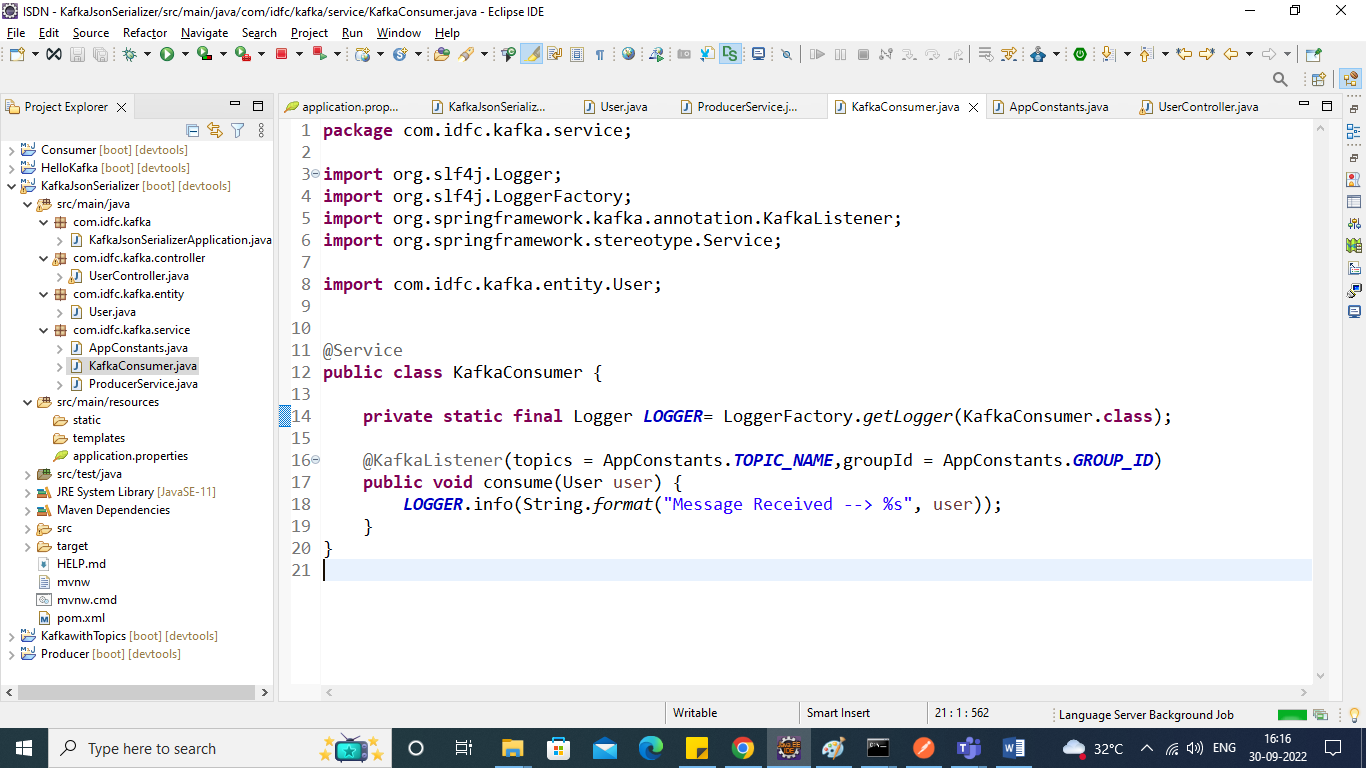 ISDN - KafkaJsonSerializer/src/main/java/com/idfc/kafka/service/KafkaConsumer.java - Eclipse IDE
File Edit Source Refactor Navigate Search Project Run Window Help
Project Explorer
application.prop...
KafkaJsonSerializ...
User.java
ProducerService.j...
KafkaConsumer.java
AppConstants.java
UserController.java
Consumer [boot] [devtools]
HelloKafka [boot] [devtools]
KafkaJsonSerializer [boot] [devtools]
src/main/java
com.idfc.kafka
KafkaJsonSerializerApplication.java
com.idfc.kafka.controller
UserController.java
com.idfc.kafka.entity
User.java
com.idfc.kafka.service
AppConstants.java
KafkaConsumer.java
ProducerService.java
src/main/resources
static
templates
application.properties
src/test/java
JRE System Library [JavaSE-11]
Maven Dependencies
src
target
HELP.md
mvnw
mvnw.cmd
pom.xml
KafkawithTopics [boot] [devtools]
Producer [boot] [devtools]
1 package com.idfc.kafka.service;
2
3 import org.slf4j.Logger;
4 import org.slf4j.LoggerFactory;
5 import org.springframework.kafka.annotation.KafkaListener;
6 import org.springframework.stereotype.Service;
7
8 import com.idfc.kafka.entity.User;
9
10
11 @Service
12 public class KafkaConsumer {
13
14 private static final Logger LOGGER= LoggerFactory.getLogger(KafkaConsumer.class);
15
16 @KafkaListener(topics = AppConstants.TOPIC_NAME,groupId = AppConstants.GROUP_ID)
17 public void consume(User user) {
18 LOGGER.info(String.format("Message Received --> %s", user));
19 }
20 }
21
Writable
Smart Insert
21 : 1 : 562
Language Server Background Job
Type here to search
32°C
ENG
16:16
30-09-2022